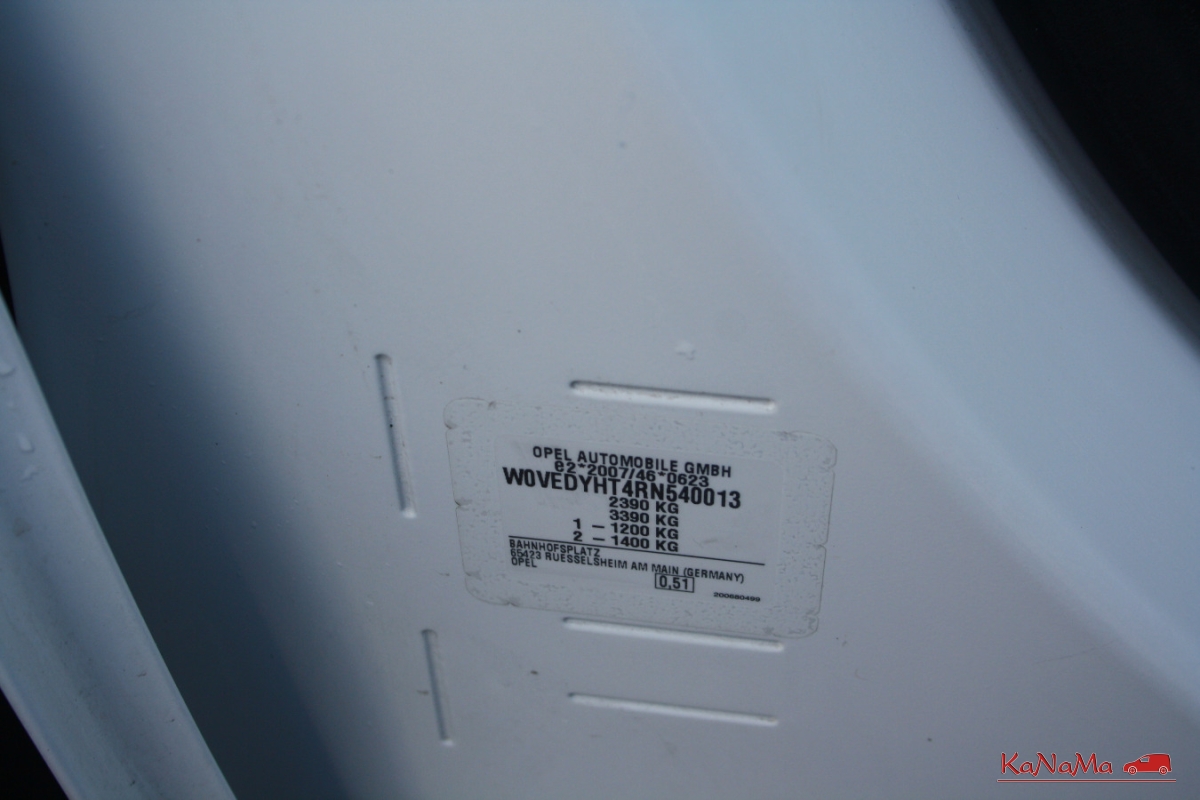 OPEL AUTOMOBILE GMBH
e2*2007/46*0623
W0VEDYHT4RN540013
2390 KG
3390 KG
1 – 1200 KG
2 – 1400 KG
BAHNHOFSPLATZ
65423 RUESSELSHEIM AM MAIN (GERMANY)
OPEL
0,51
200680499
KaNaMa